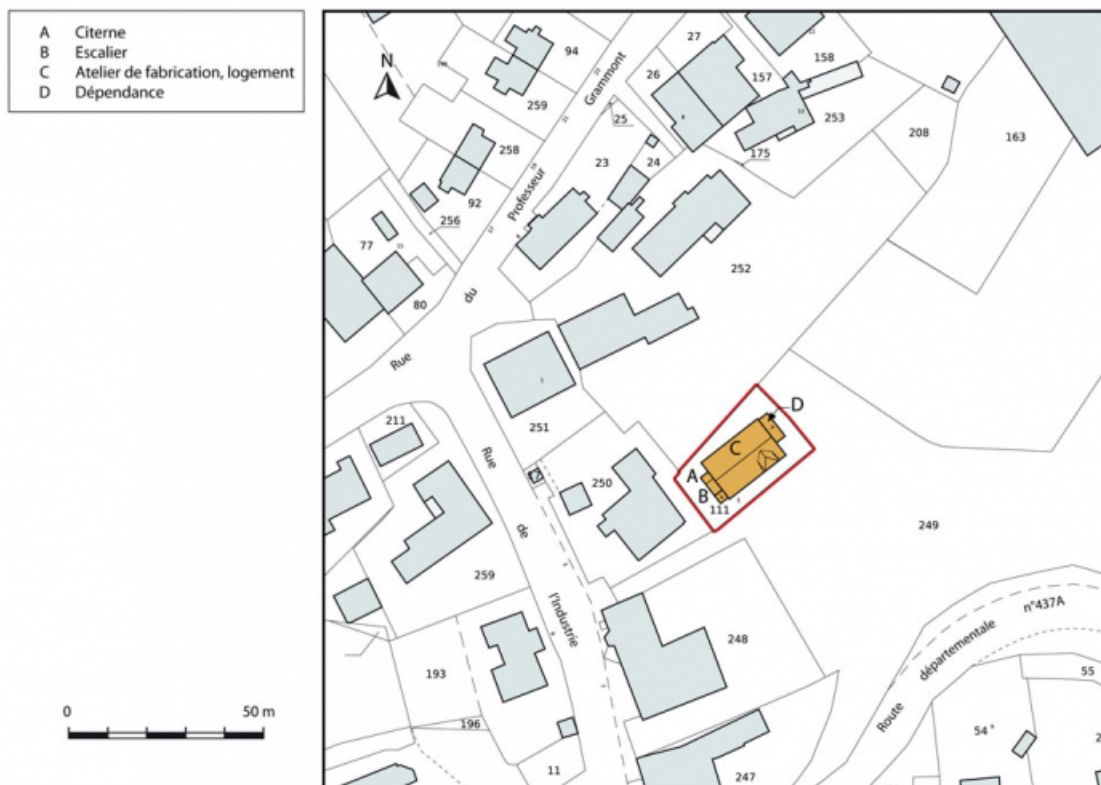 A Citerne
B Escalier
C Atelier de fabrication, logement
D Dépendance
N
94
27
158
26
157
259
Rue du Professeur Grammont
25
253
208
163
258
23
24
175
92
256
77
252
80
211
251
D
C
A
B
111
250
249
259
Rue de l'Industrie
n°437A
Route départementale
248
193
55
196
54
11
247
0 50 m